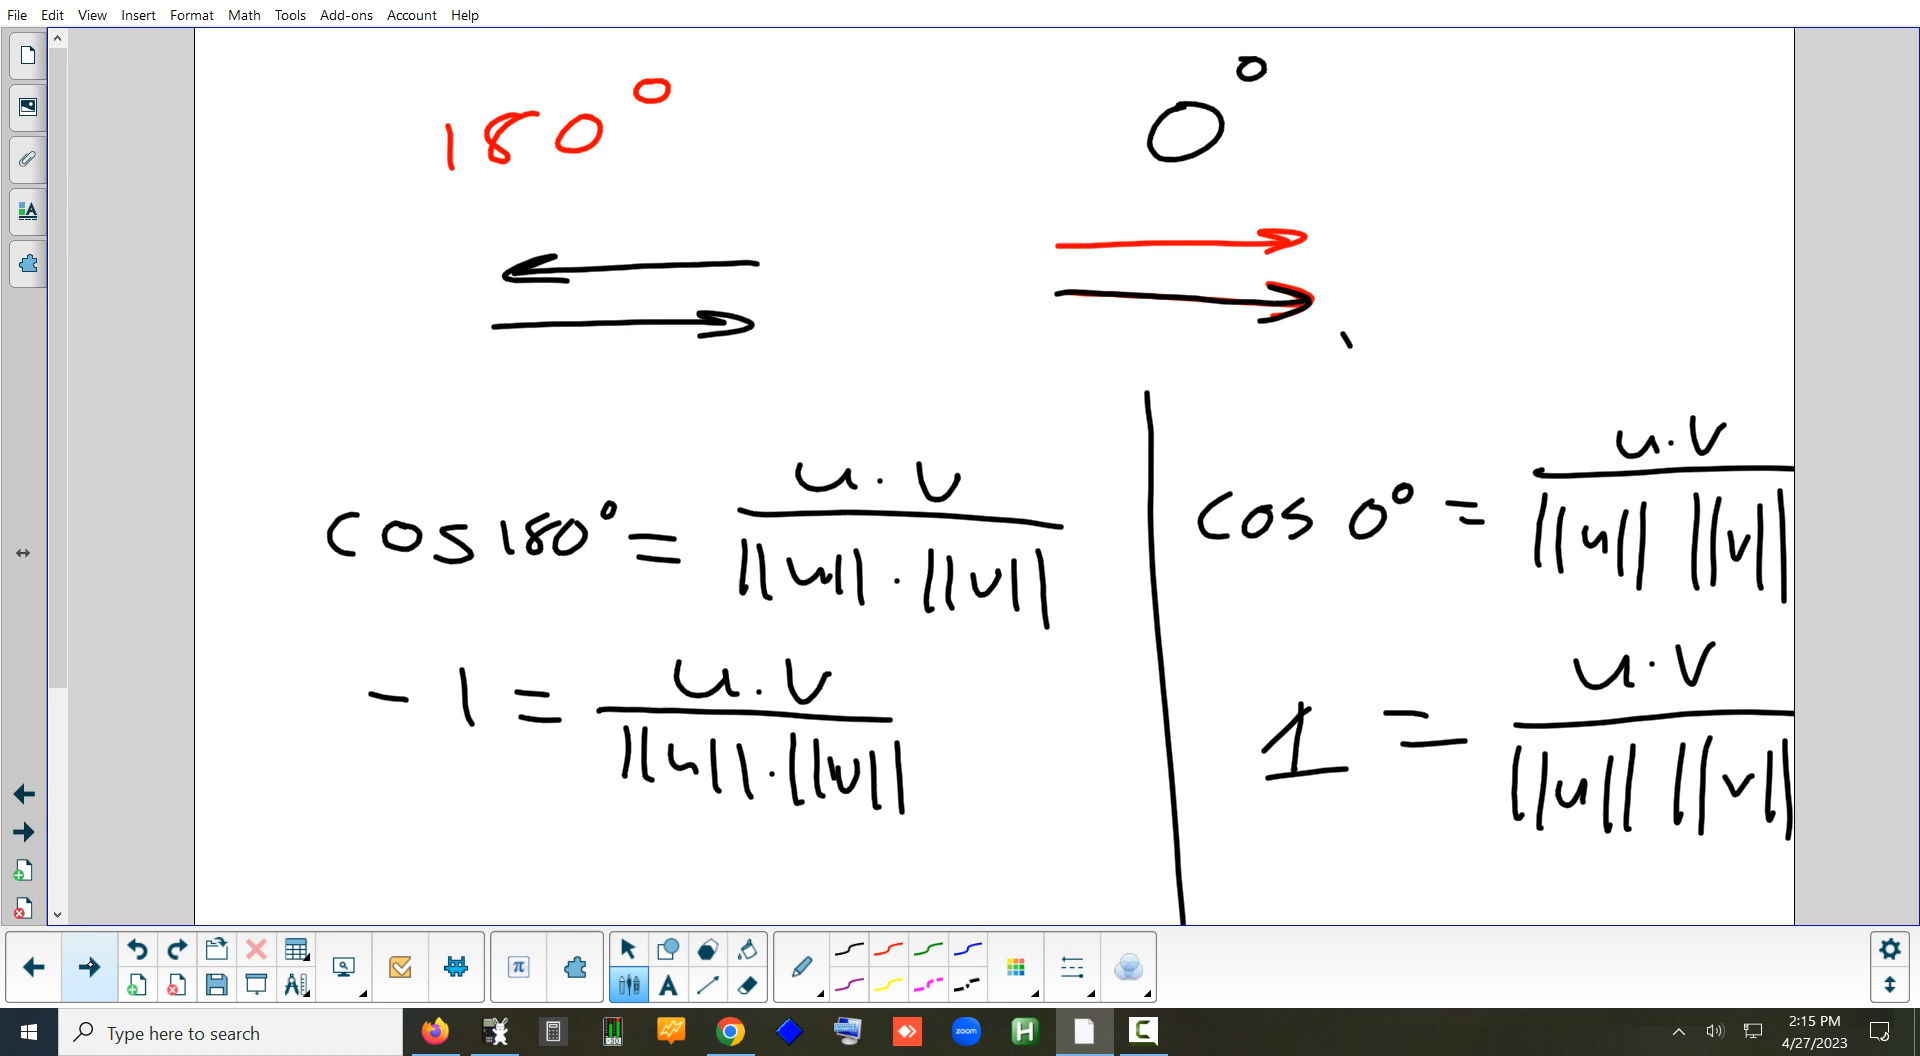 File Edit View Insert Format Math Tools Add-ons Account Help
180° 0°
cos 180° = u · v / ||u|| · ||v||
cos 0° = u · v / ||u|| ||v||
-1 = u · v / ||u|| · ||v||
1 = u · v / ||u|| ||v||
π
A
Type here to search
zoom
H
C
2:15 PM
4/27/2023